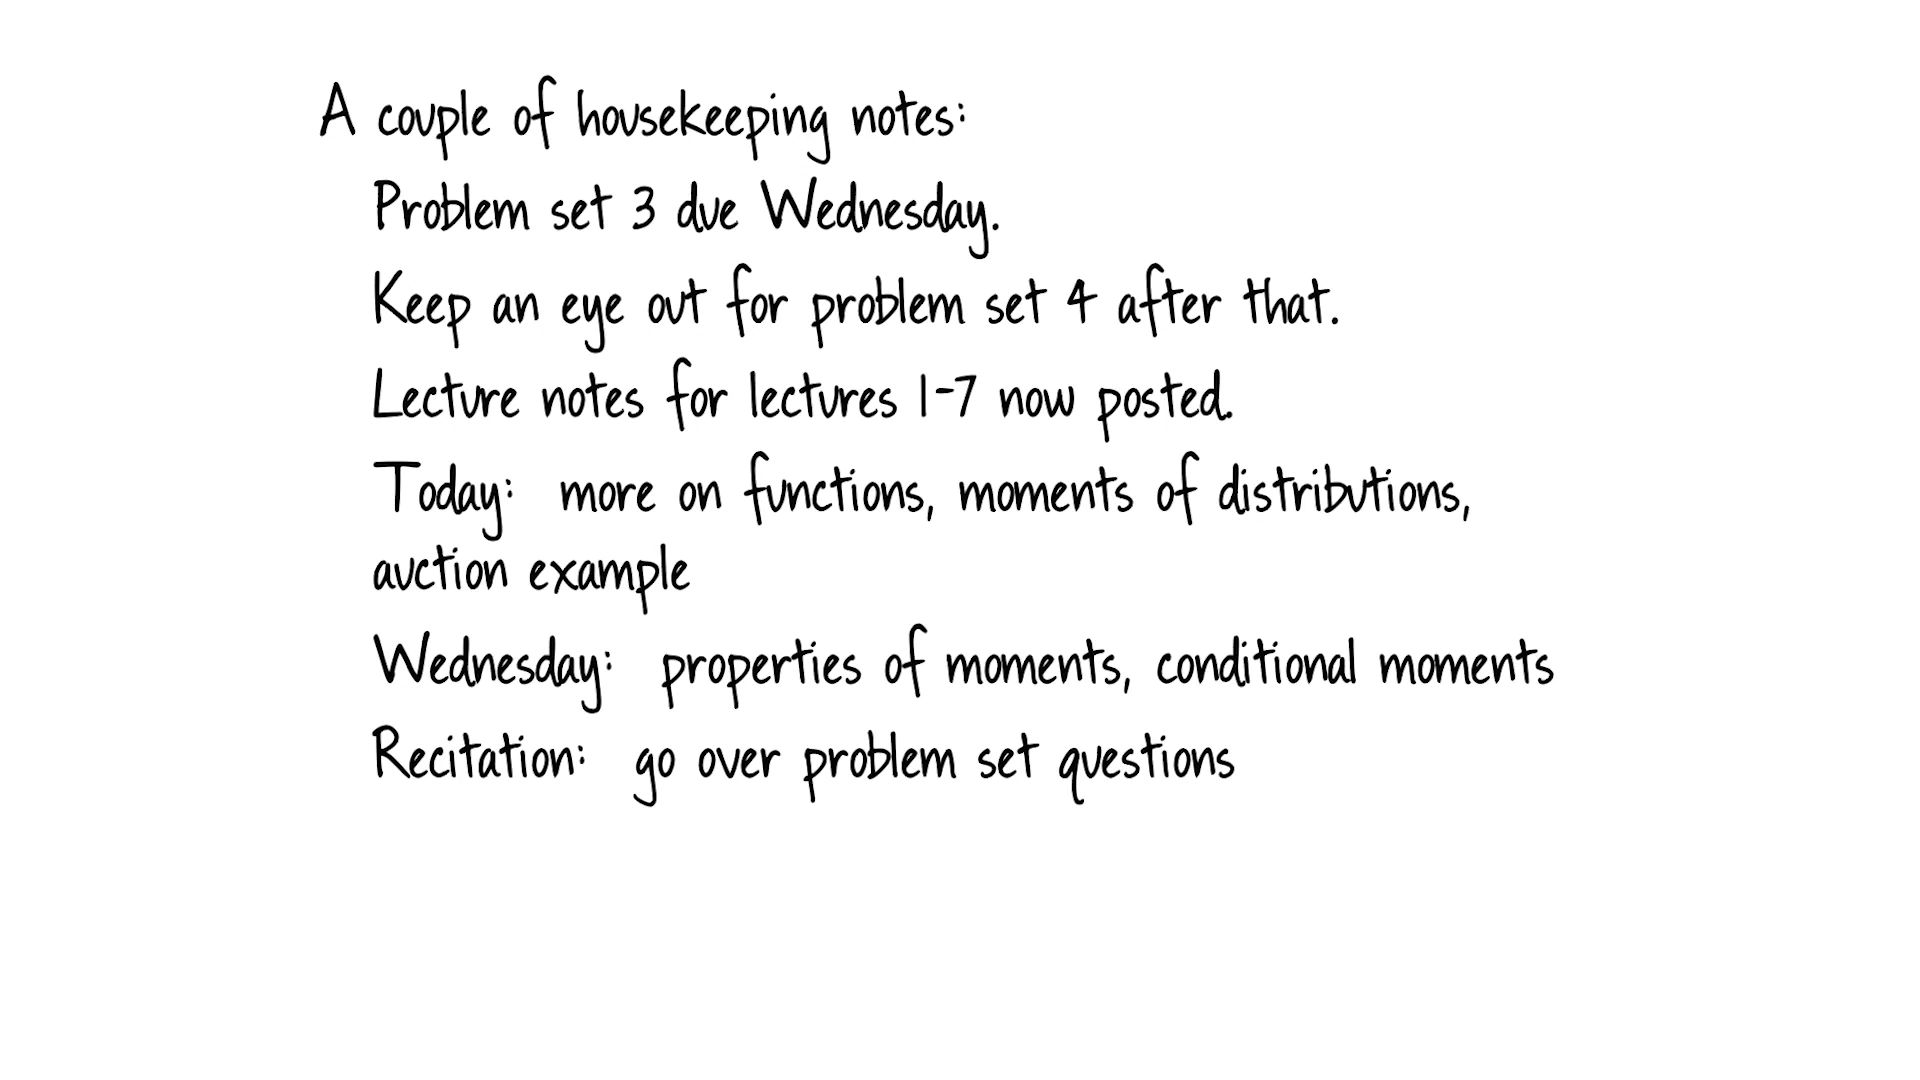 A couple of housekeeping notes:
Problem set 3 due Wednesday.
Keep an eye out for problem set 4 after that.
Lecture notes for lectures 1-7 now posted.
Today: more on functions, moments of distributions,
auction example
Wednesday: properties of moments, conditional moments
Recitation: go over problem set questions